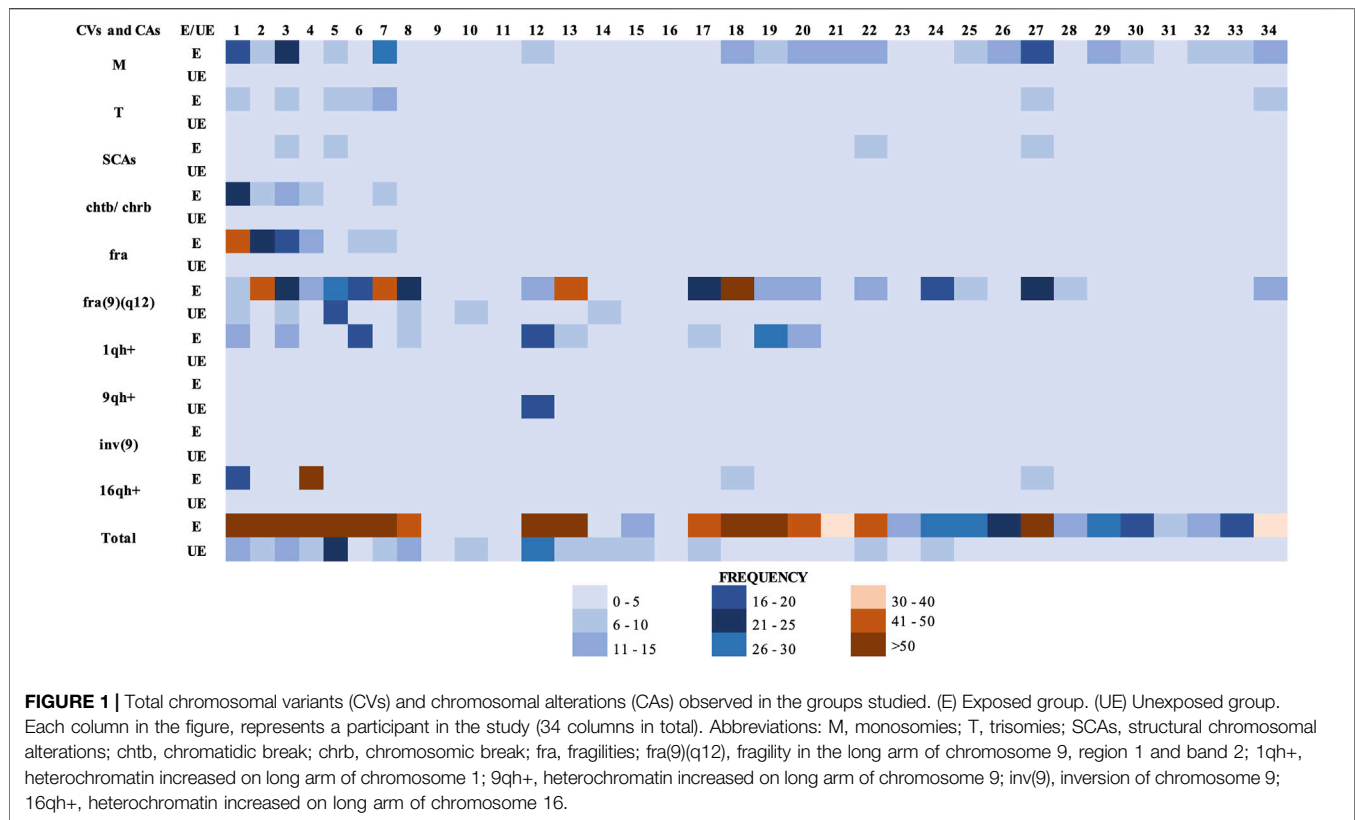 CVs and CAs E/UE 1 2 3 4 5 6 7 8 9 10 11 12 13 14 15 16 17 18 19 20 21 22 23 24 25 26 27 28 29 30 31 32 33 34
M E
UE
T E
UE
SCAs E
UE
chtb/ chrb E
UE
fra E
UE
fra(9)(q12) E
UE
1qh+ E
UE
9qh+ E
UE
inv(9) E
UE
16qh+ E
UE
Total E
UE
FREQUENCY
0 - 5 16 - 20 30 - 40
6 - 10 21 - 25 41 - 50
11 - 15 26 - 30 >50
FIGURE 1 | Total chromosomal variants (CVs) and chromosomal alterations (CAs) observed in the groups studied. (E) Exposed group. (UE) Unexposed group.
Each column in the figure, represents a participant in the study (34 columns in total). Abbreviations: M, monosomies; T, trisomies; SCAs, structural chromosomal
alterations; chtb, chromatidic break; chrb, chromosomic break; fra, fragilities; fra(9)(q12), fragility in the long arm of chromosome 9, region 1 and band 2; 1qh+,
heterochromatin increased on long arm of chromosome 1; 9qh+, heterochromatin increased on long arm of chromosome 9; inv(9), inversion of chromosome 9;
16qh+, heterochromatin increased on long arm of chromosome 16.